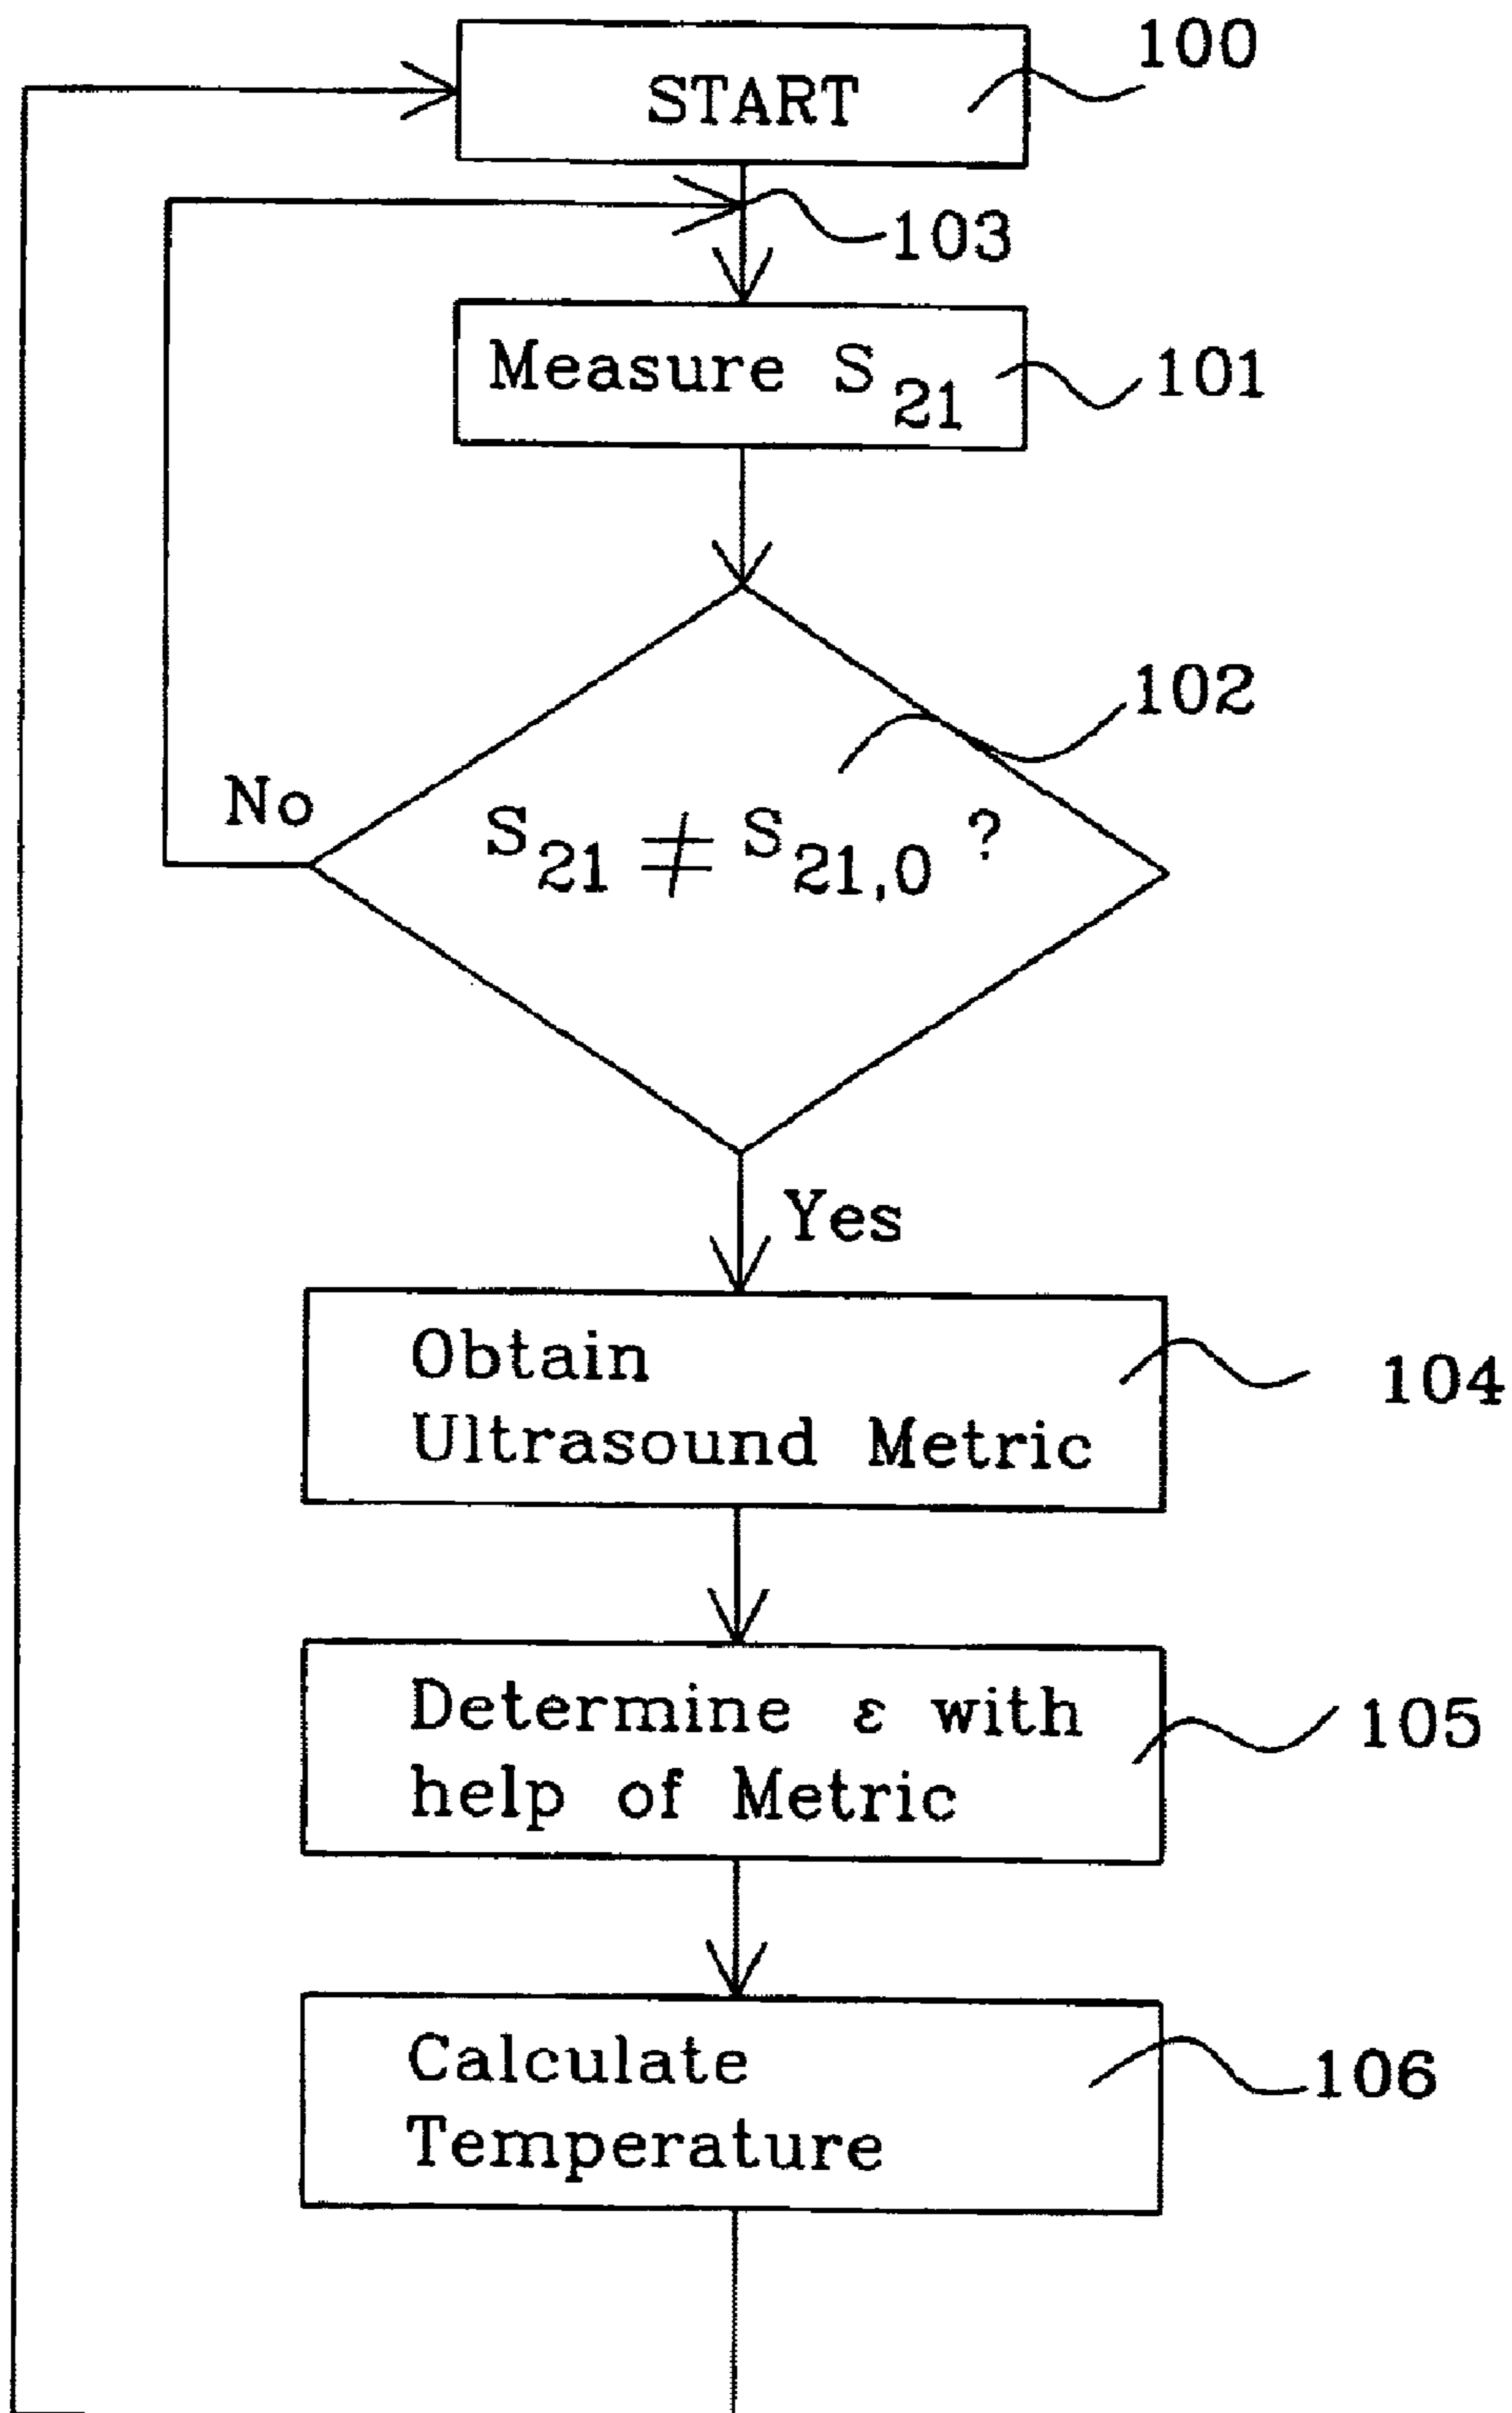 START
100
103
Measure S21
101
102
No
S21 ≠ S21,0 ?
Yes
Obtain
Ultrasound Metric
104
Determine ε with
help of Metric
105
Calculate
Temperature
106